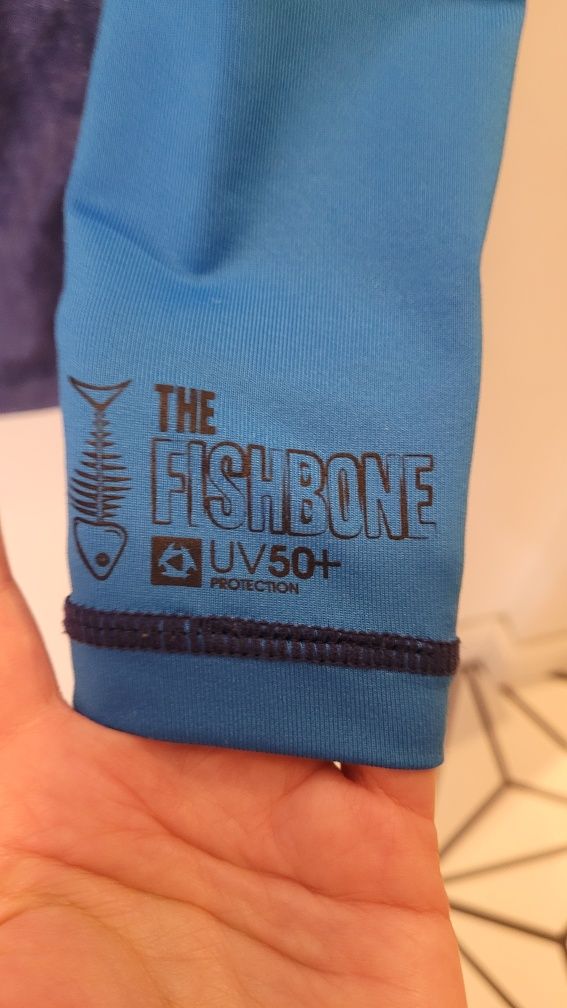 THE
FISHBONE
UV50+
PROTECTION